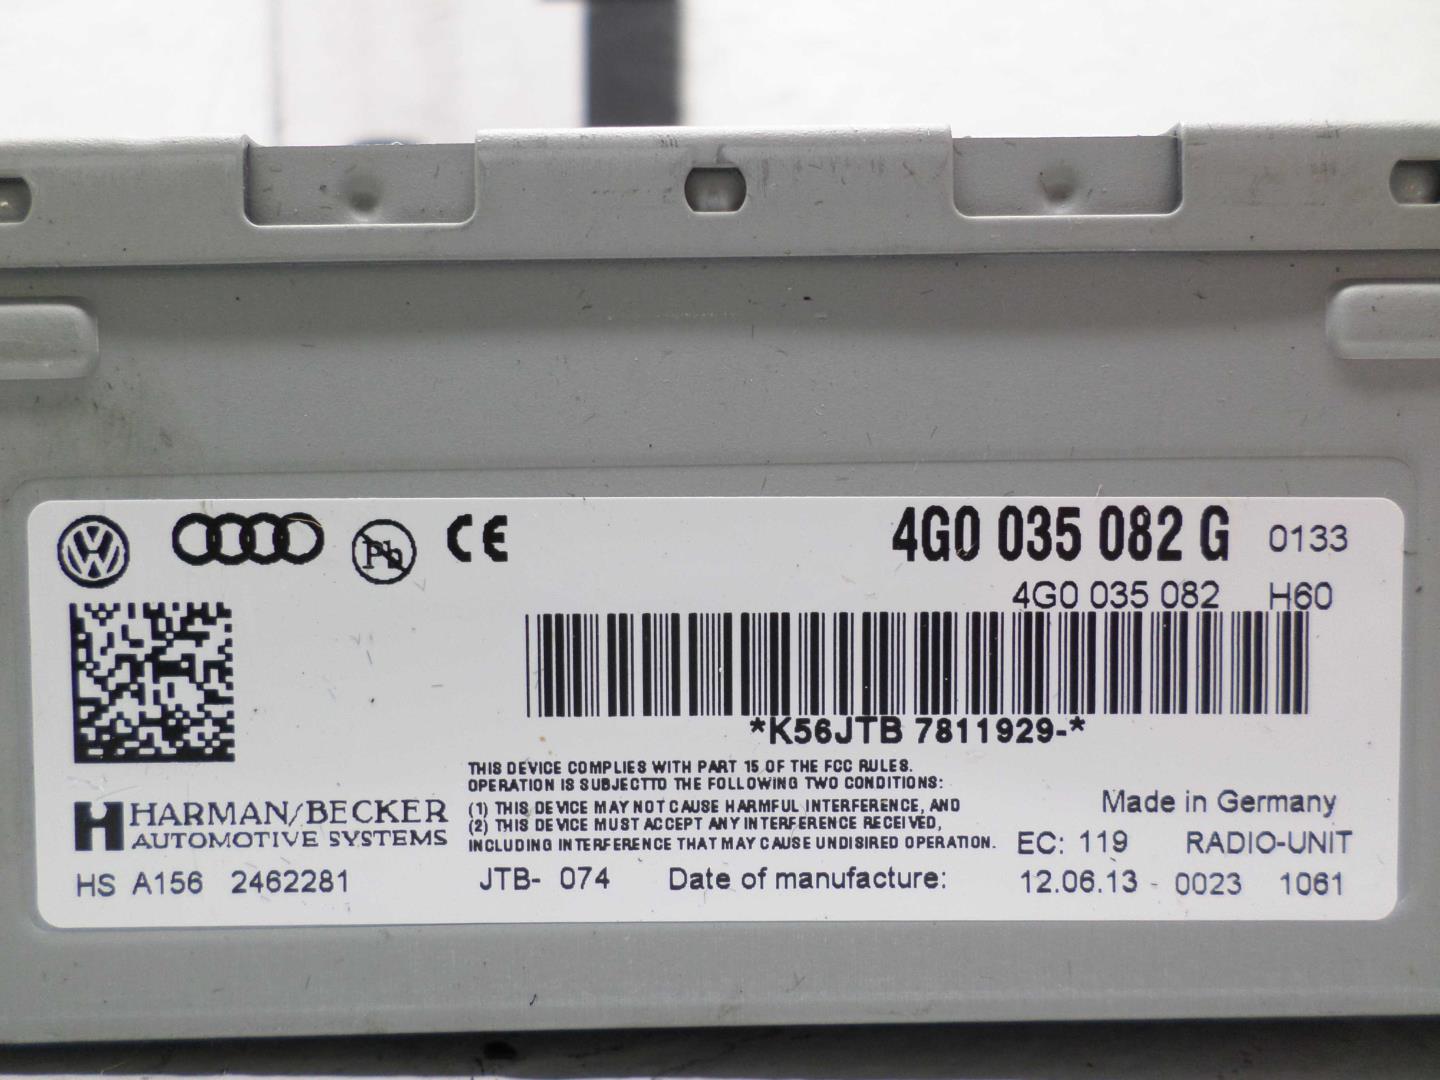 Pb CE
4G0 035 082 G 0133
4G0 035 082 H60
*K56JTB 7811929-*
THIS DEVICE COMPLIES WITH PART 15 OF THE FCC RULES.
OPERATION IS SUBJECTTO THE FOLLOWING TWO CONDITIONS:
(1) THIS DEVICE MAY NOT CAUSE HARMFUL INTERFERENCE, AND
(2) THIS DEVICE MUST ACCEPT ANY INTERFERENCE RECEIVED,
INCLUDING INTERFERENCE THAT MAY CAUSE UNDISIRED OPERATION.
HARMAN/BECKER
AUTOMOTIVE SYSTEMS
Made in Germany
EC: 119 RADIO-UNIT
HS A156 2462281 JTB- 074 Date of manufacture: 12.06.13 - 0023 1061